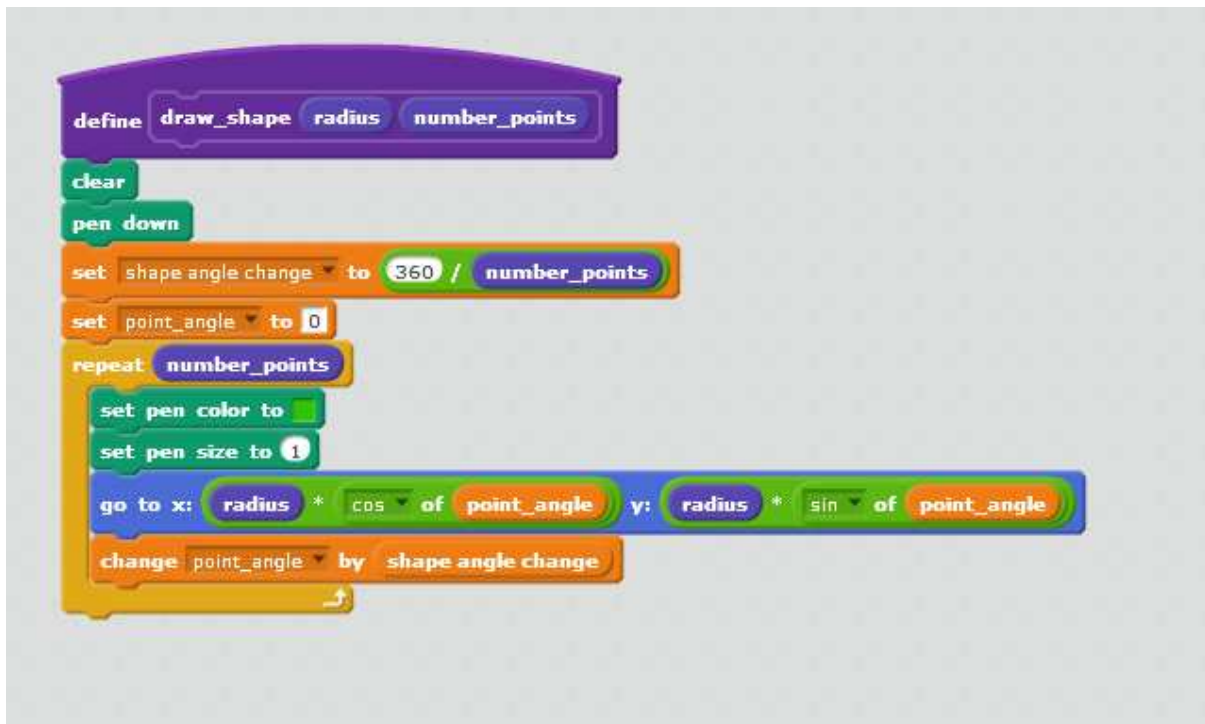 define draw_shape radius number_points
clear
pen down
set shape angle change to 360 / number_points
set point_angle to 0
repeat number_points
set pen color to
set pen size to 1
go to x: radius * cos of point_angle y: radius * sin of point_angle
change point_angle by shape angle change